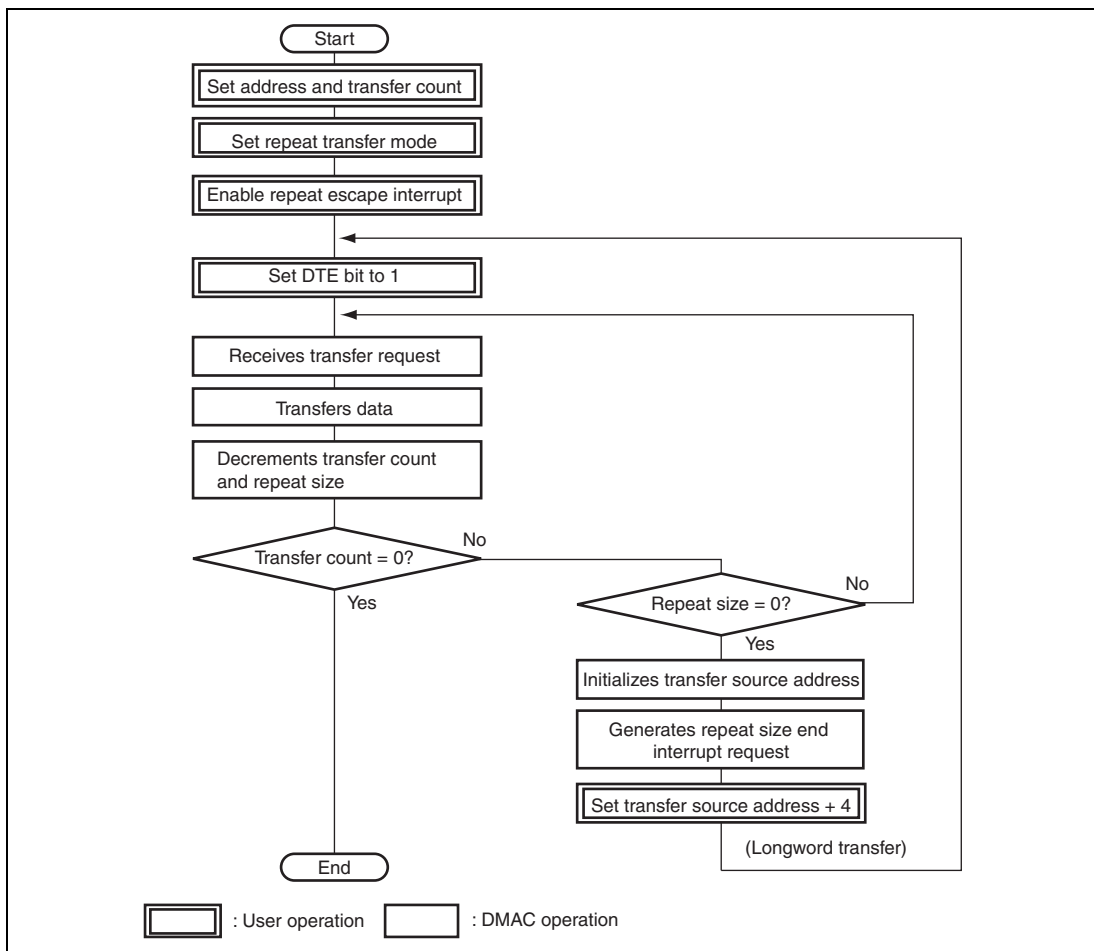 Start
Set address and transfer count
Set repeat transfer mode
Enable repeat escape interrupt
Set DTE bit to 1
Receives transfer request
Transfers data
Decrements transfer count
and repeat size
Transfer count = 0?
No
Yes
Repeat size = 0?
No
Yes
Initializes transfer source address
Generates repeat size end
interrupt request
Set transfer source address + 4
(Longword transfer)
End
: User operation
: DMAC operation